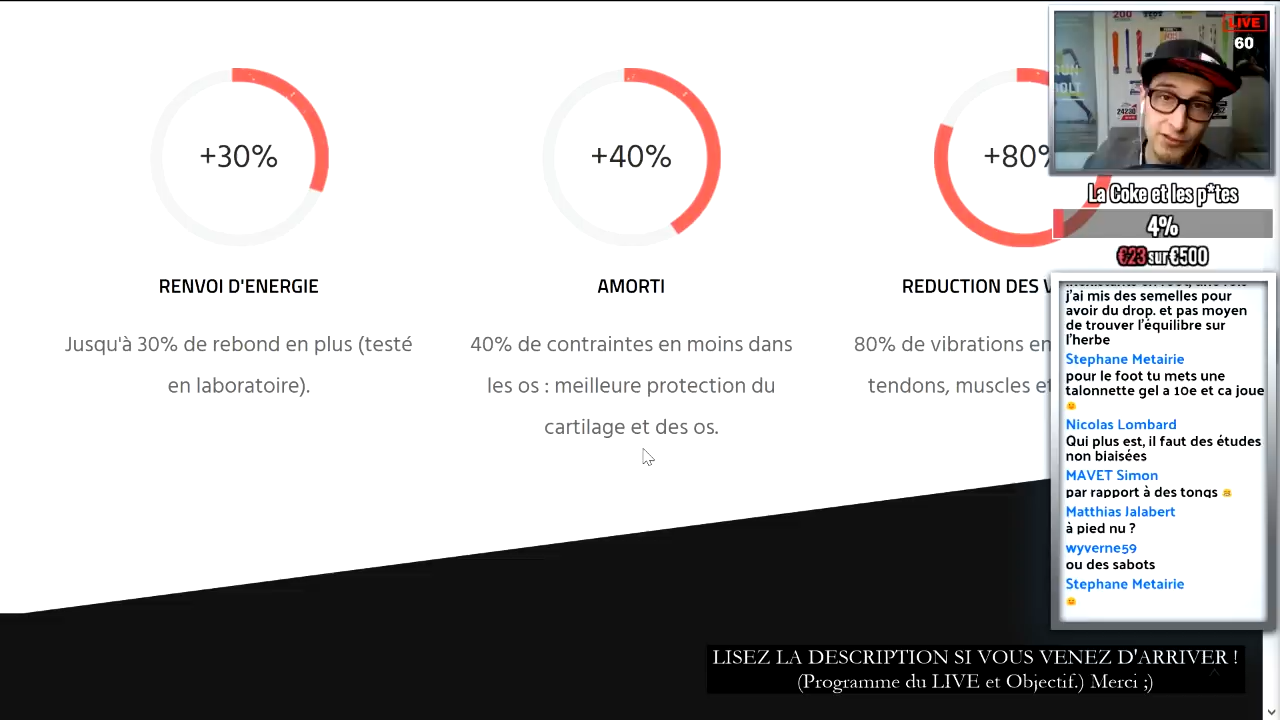 +30%
+40%
+80%
RENVOI D'ENERGIE
AMORTI
REDUCTION DES
Jusqu'à 30% de rebond en plus (testé
en laboratoire).
40% de contraintes en moins dans
les os : meilleure protection du
cartilage et des os.
80% de vibrations en
tendons, muscles et
LIVE
60
La Coke et les p*tes
4%
€23 sur €500
j'ai mis des semelles pour
avoir du drop. et pas moyen
de trouver l'équilibre sur
l'herbe
Stephane Metairie
pour le foot tu mets une
talonnette gel a 10e et ca joue
Nicolas Lombard
Qui plus est, il faut des études
non biaisées
MAVET Simon
par rapport à des tongs
Matthias Jalabert
à pied nu ?
wyverne59
ou des sabots
Stephane Metairie
LISEZ LA DESCRIPTION SI VOUS VENEZ D'ARRIVER !
(Programme du LIVE et Objectif.) Merci ;)